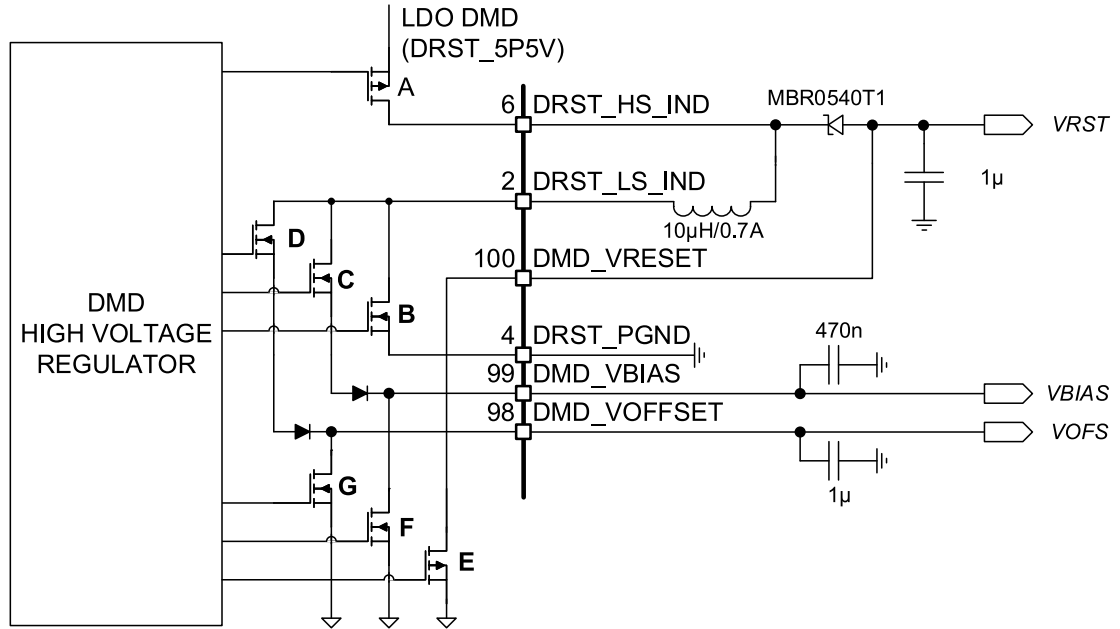 LDO DMD
(DRST_5P5V)
A
6 DRST_HS_IND
MBR0540T1
VRST
1µ
2 DRST_LS_IND
10µH/0.7A
D
C
B
100 DMD_VRESET
DMD
HIGH VOLTAGE
REGULATOR
4 DRST_PGND
470n
99 DMD_VBIAS
VBIAS
98 DMD_VOFFSET
VOFS
1µ
G
F
E